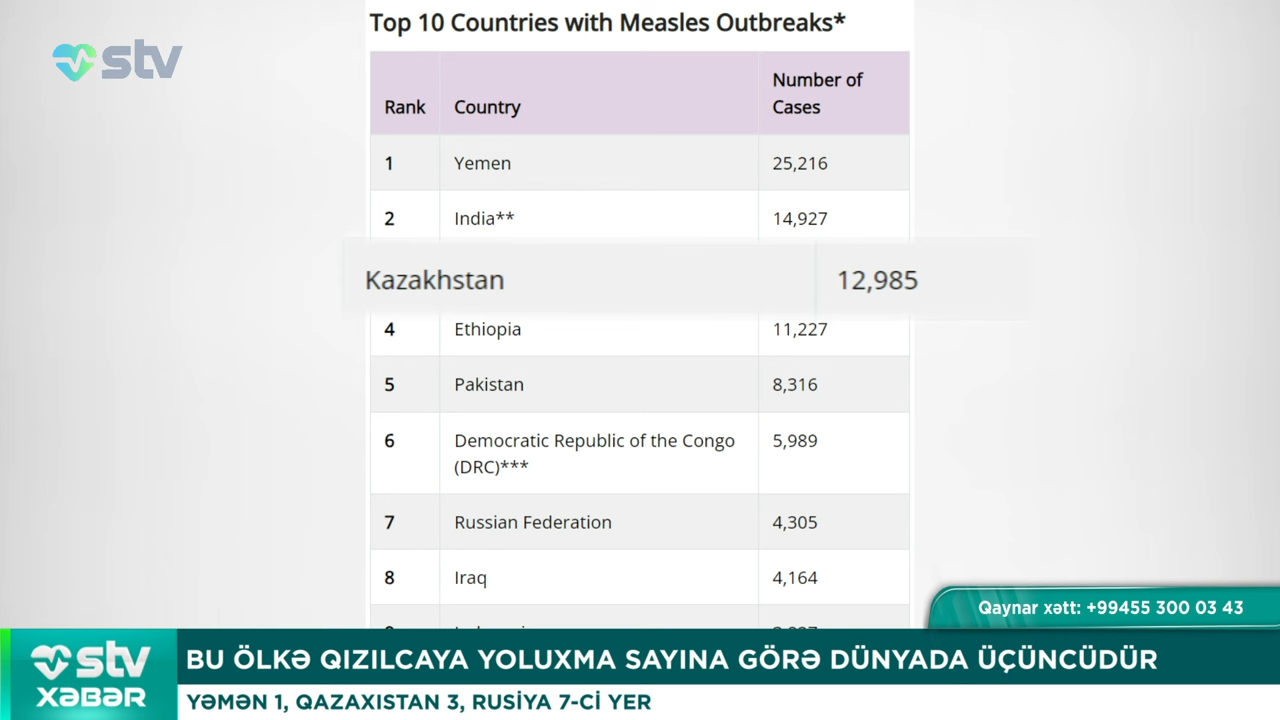 Top 10 Countries with Measles Outbreaks*
stv
Rank Country Number of Cases
1 Yemen 25,216
2 India** 14,927
Kazakhstan 12,985
4 Ethiopia 11,227
5 Pakistan 8,316
6 Democratic Republic of the Congo 5,989
(DRC)***
7 Russian Federation 4,305
8 Iraq 4,164
Qaynar xətt: +99455 300 03 43
stv
XƏBƏR
BU ÖLKƏ QIZILCAYA YOLUXMA SAYINA GÖRƏ DÜNYADA ÜÇÜNCÜDÜR
YƏMƏN 1, QAZAXISTAN 3, RUSİYA 7-Cİ YER